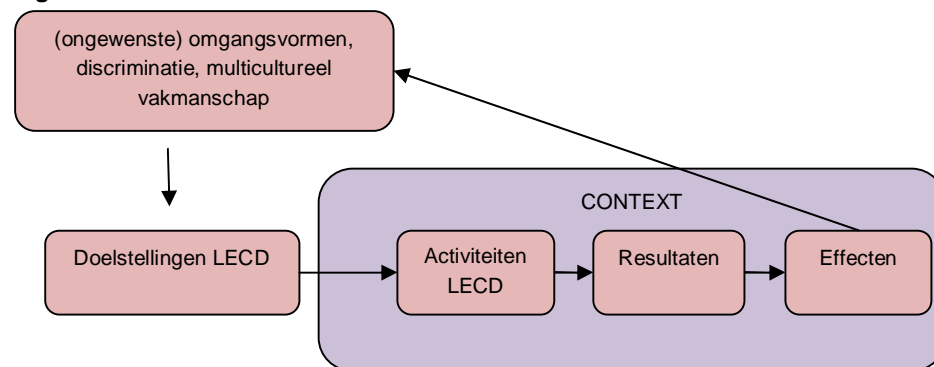 (ongewenste) omgangsvormen,
discriminatie, multicultureel
vakmanschap
CONTEXT
Doelstellingen LECD
Activiteiten
LECD
Resultaten
Effecten